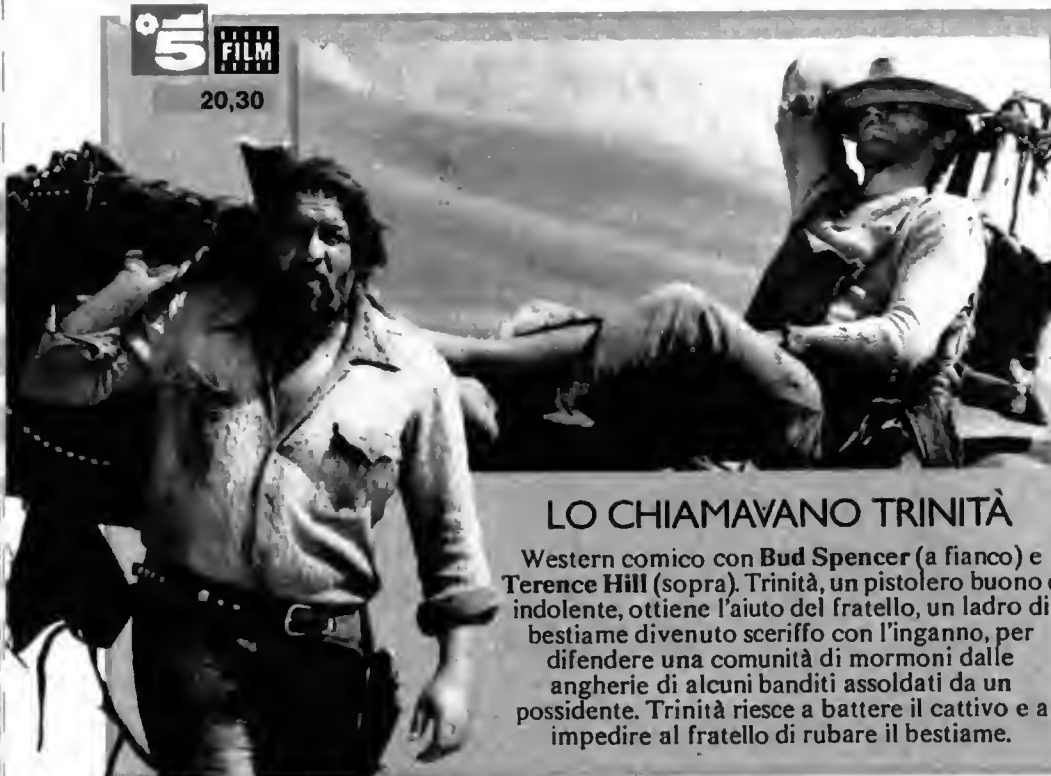 5
FILM
20,30
LO CHIAMAVANO TRINITÀ
Western comico con Bud Spencer (a fianco) e
Terence Hill (sopra). Trinità, un pistolero buono e
indolente, ottiene l'aiuto del fratello, un ladro di
bestiame divenuto sceriffo con l'inganno, per
difendere una comunità di mormoni dalle
angherie di alcuni banditi assoldati da un
possidente. Trinità riesce a battere il cattivo e a
impedire al fratello di rubare il bestiame.